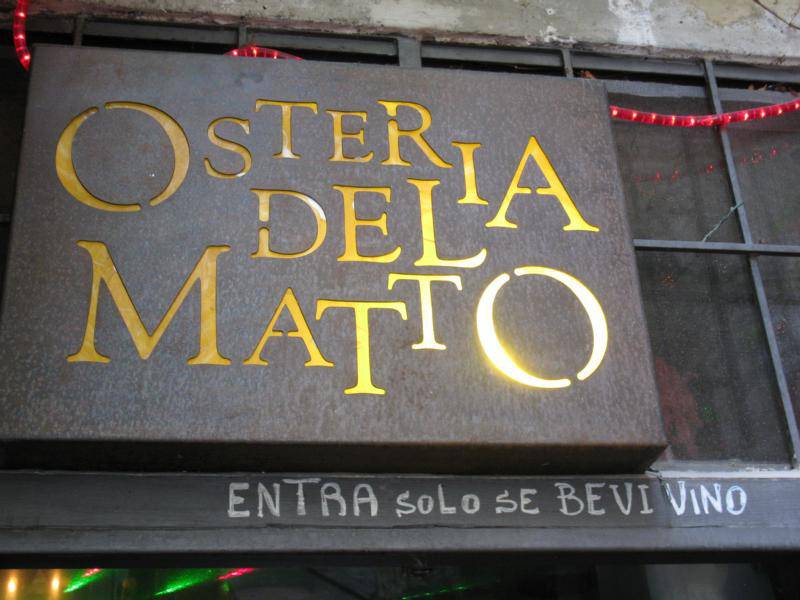 OSTERIA
DEL
MATTO
ENTRA SOLO SE BEVI VINO